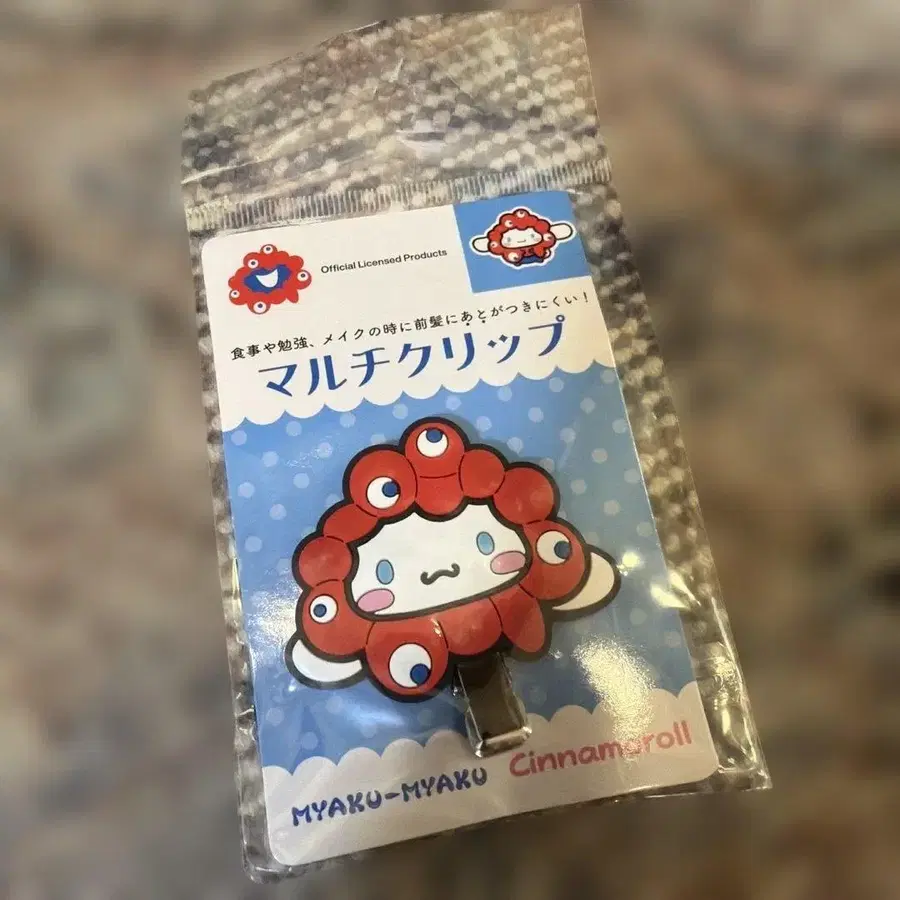 Official Licensed Products
食事や勉強、メイクの時に前髪にあとがつきにくい!
マルチクリップ
MYAKU-MYAKU
Cinnamoroll